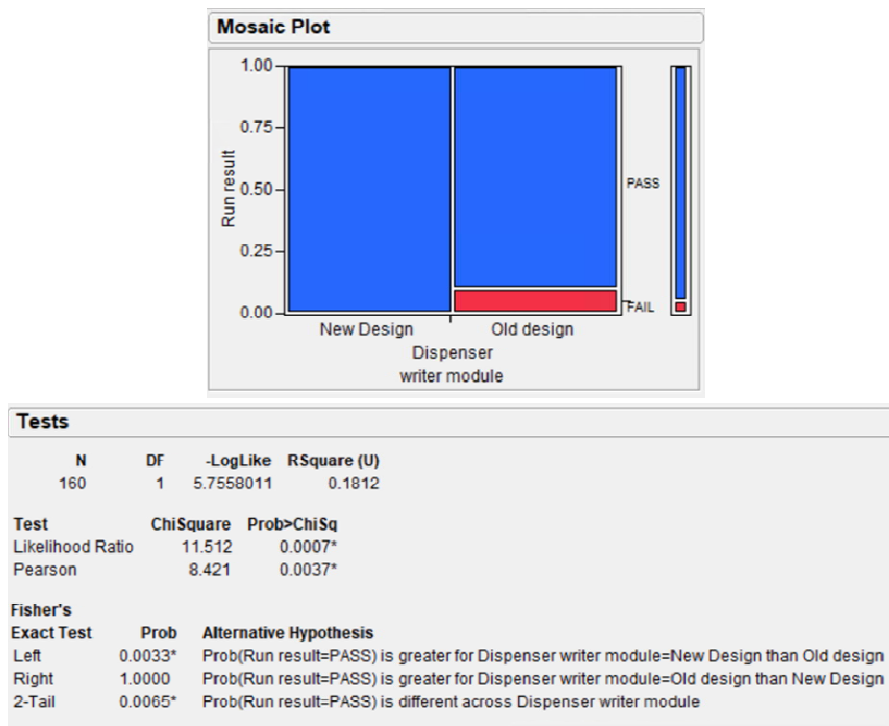 Mosaic Plot
1.00
0.75
0.50
0.25
0.00
Run result
PASS
FAIL
New Design Old design
Dispenser
writer module
Tests
N DF -LogLike RSquare (U)
160 1 5.7558011 0.1812
Test ChiSquare Prob>ChiSq
Likelihood Ratio 11.512 0.0007*
Pearson 8.421 0.0037*
Fisher's
Exact Test Prob Alternative Hypothesis
Left 0.0033* Prob(Run result=PASS) is greater for Dispenser writer module=New Design than Old design
Right 1.0000 Prob(Run result=PASS) is greater for Dispenser writer module=Old design than New Design
2-Tail 0.0065* Prob(Run result=PASS) is different across Dispenser writer module